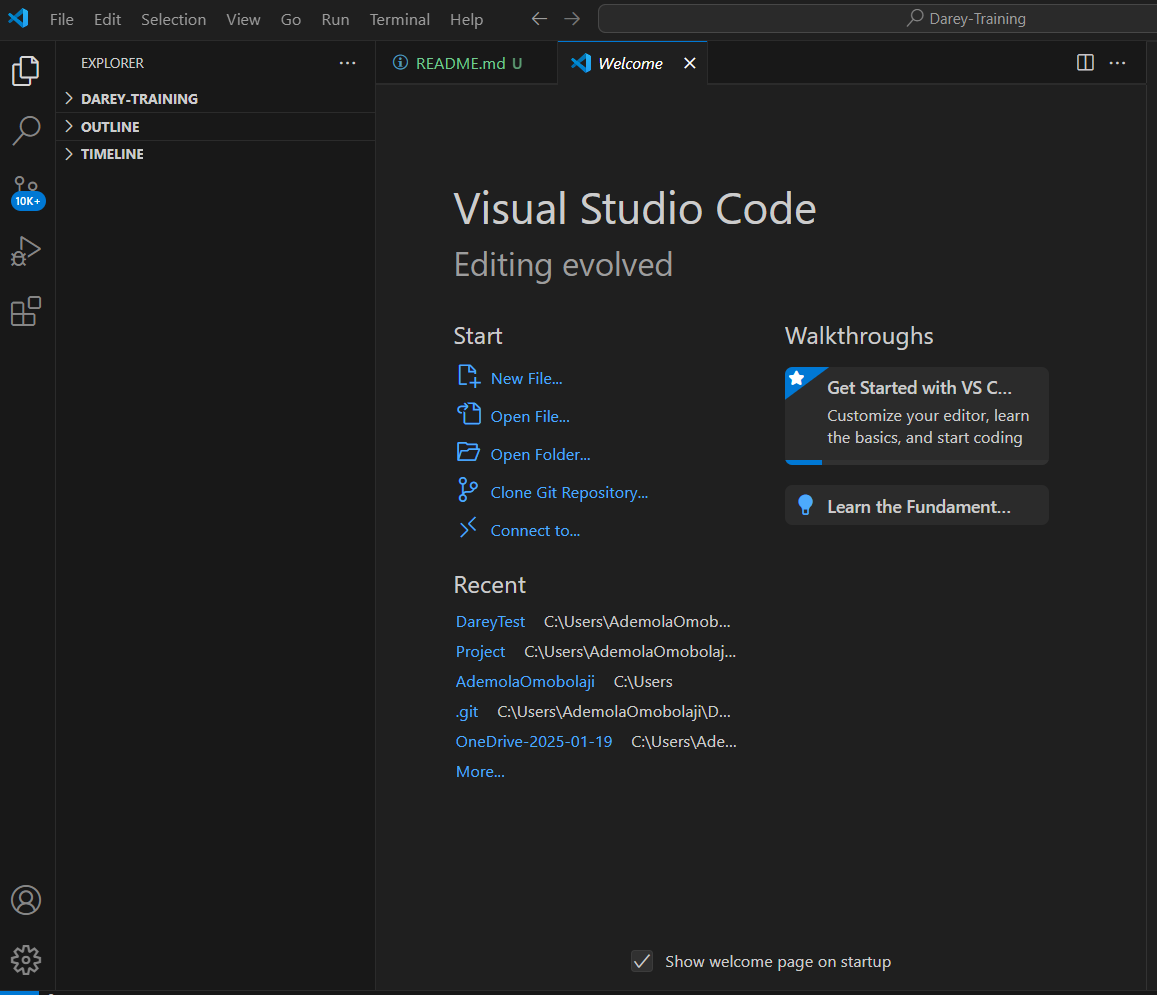 File Edit Selection View Go Run Terminal Help Darey-Training
EXPLORER
README.md U
Welcome
DAREY-TRAINING
OUTLINE
TIMELINE
10K+
Visual Studio Code
Editing evolved
Start
New File...
Open File...
Open Folder...
Clone Git Repository...
Connect to...
Recent
DareyTest C:\Users\AdemolaOmob...
Project C:\Users\AdemolaOmobolaj...
AdemolaOmobolaji C:\Users
.git C:\Users\AdemolaOmobolaji\D...
OneDrive-2025-01-19 C:\Users\Ade...
More...
Walkthroughs
Get Started with VS C...
Customize your editor, learn
the basics, and start coding
Learn the Fundament...
Show welcome page on startup